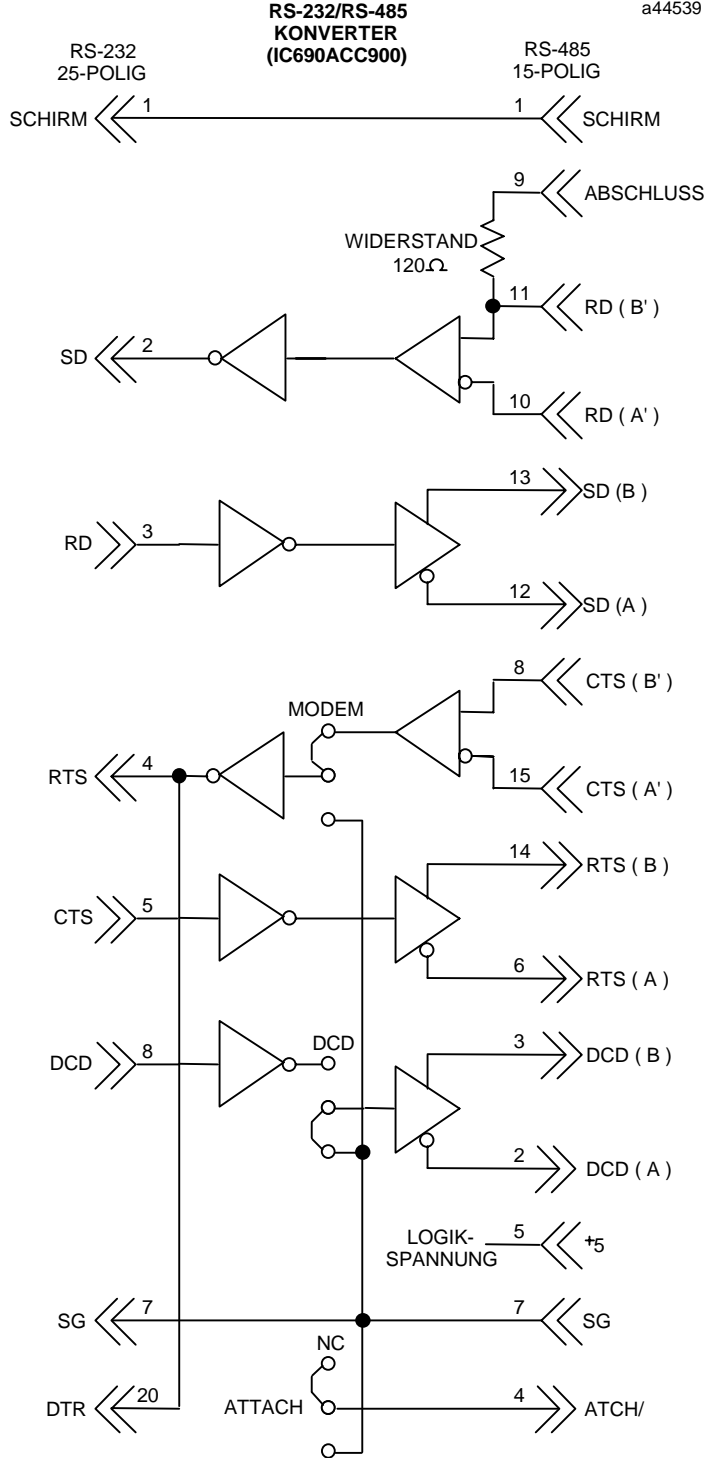 RS-232/RS-485
KONVERTER
(IC690ACC900)
a44539
RS-232
25-POLIG
RS-485
15-POLIG
SCHIRM 1 1 SCHIRM
9 ABSCHLUSS
WIDERSTAND
120Ω
11 RD ( B' )
SD 2
10 RD ( A' )
13 SD (B )
RD 3
12 SD (A )
8 CTS ( B' )
MODEM
RTS 4
15 CTS ( A' )
14 RTS ( B )
CTS 5
6 RTS ( A )
DCD 8 DCD 3 DCD ( B )
2 DCD ( A )
LOGIK-
SPANNUNG 5 +5
SG 7 7 SG
NC
DTR 20 ATTACH 4 ATCH/